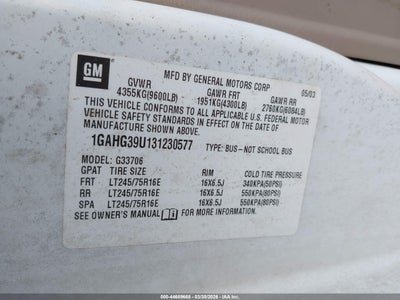 GM
MFD BY GENERAL MOTORS CORP 05/03
GVWR GAWR FRT GAWR RR
4355KG(9600LB) 1951KG(4300LB) 2760KG(6084LB)
THIS VEHICLE CONFORMS TO ALL APPLICABLE U.S. FEDERAL MOTOR
VEHICLE SAFETY STANDARDS IN EFFECT ON THE DATE OF
MANUFACTURE SHOWN ABOVE.
1GAHG39U131230577 TYPE: BUS-NOT SCHOOL BUS
MODEL: G33706
GPAT TIRE SIZE RIM COLD TIRE PRESSURE
FRT LT245/75R16E 16X6.5J 340KPA(50PSI)
RR LT245/75R16E 16X6.5J 550KPA(80PSI)
SPA LT245/75R16E 16X6.5J 550KPA(80PSI)
SEE OWNER'S MANUAL FOR ADDITIONAL INFORMATION.